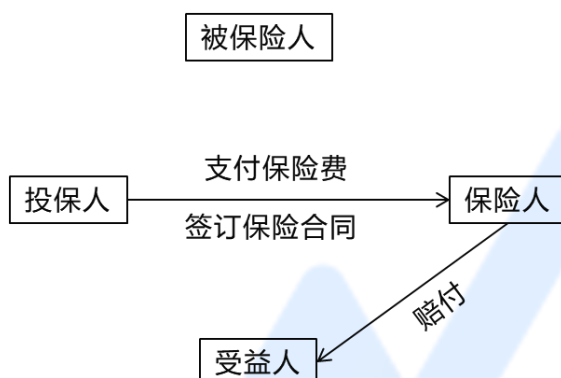 被保险人
支付保险费
投保人
保险人
签订保险合同
赔付
受益人